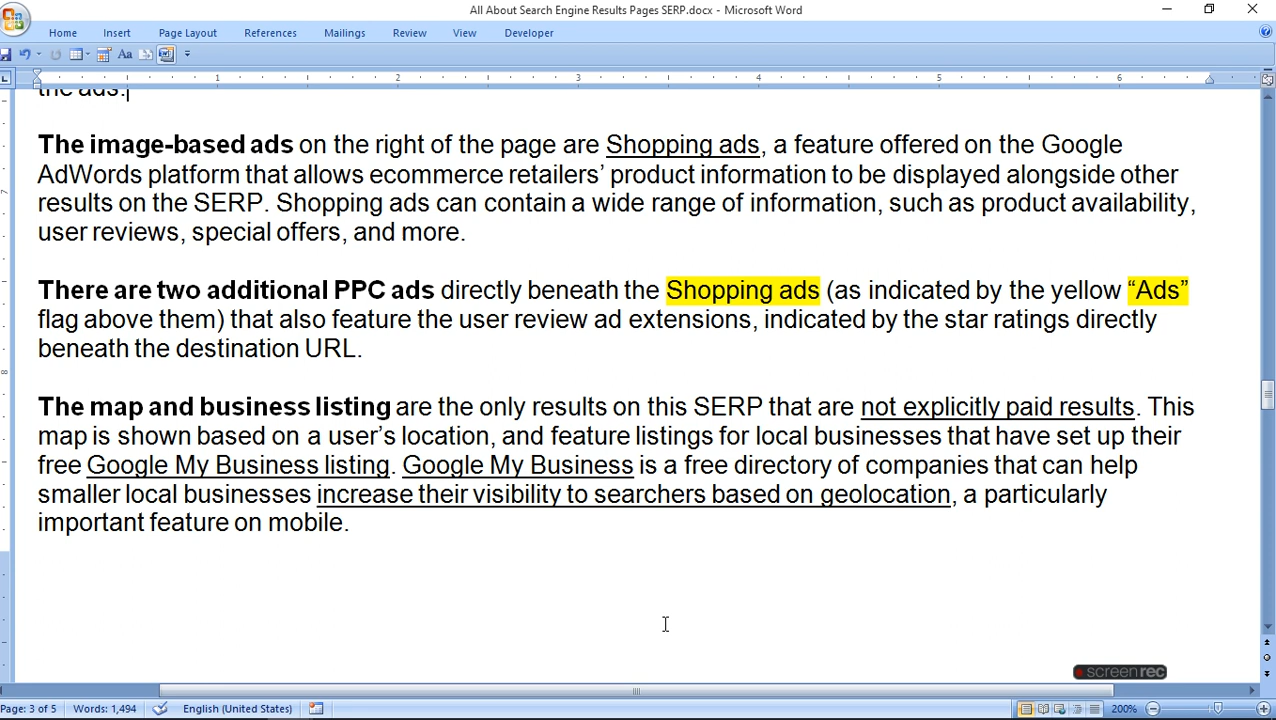 All About Search Engine Results Pages SERP.docx - Microsoft Word
Home Insert Page Layout References Mailings Review View Developer
Aa
1 2 3 4 5 6
the ads.
The image-based ads on the right of the page are Shopping ads, a feature offered on the Google
AdWords platform that allows ecommerce retailers’ product information to be displayed alongside other
results on the SERP. Shopping ads can contain a wide range of information, such as product availability,
user reviews, special offers, and more.
There are two additional PPC ads directly beneath the Shopping ads (as indicated by the yellow “Ads”
flag above them) that also feature the user review ad extensions, indicated by the star ratings directly
beneath the destination URL.
The map and business listing are the only results on this SERP that are not explicitly paid results. This
map is shown based on a user’s location, and feature listings for local businesses that have set up their
free Google My Business listing. Google My Business is a free directory of companies that can help
smaller local businesses increase their visibility to searchers based on geolocation, a particularly
important feature on mobile.
screenrec
Page: 3 of 5 Words: 1,494 English (United States) 200%